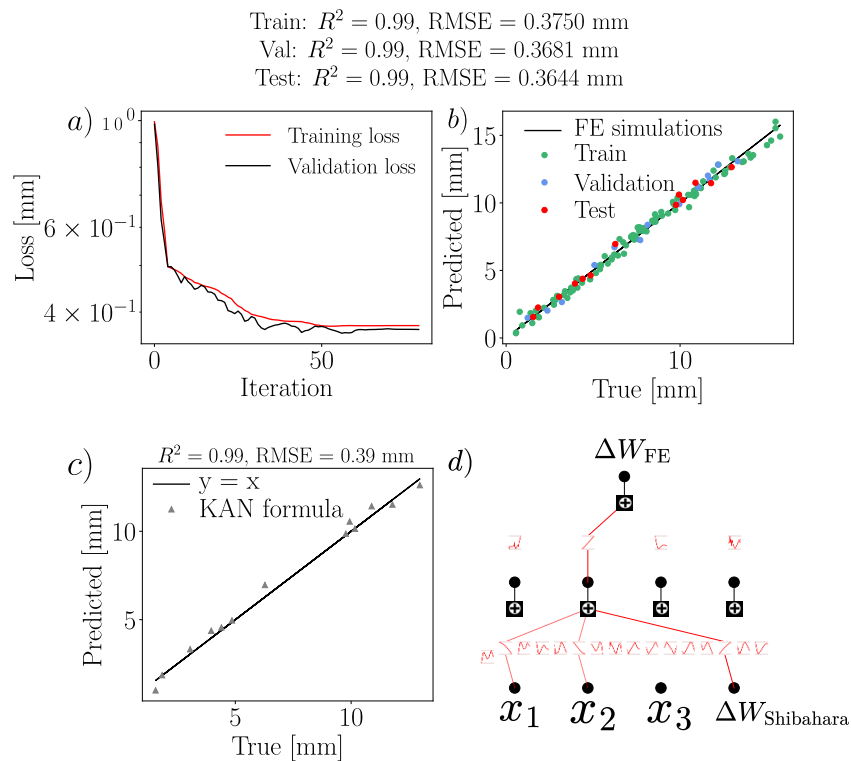 Train: R² = 0.99, RMSE = 0.3750 mm
Val: R² = 0.99, RMSE = 0.3681 mm
Test: R² = 0.99, RMSE = 0.3644 mm
a)
10⁰
6 × 10⁻¹
4 × 10⁻¹
Loss [mm]
Training loss
Validation loss
0
50
Iteration
b)
15
10
5
0
Predicted [mm]
FE simulations
Train
Validation
Test
0
10
True [mm]
c)
R² = 0.99, RMSE = 0.39 mm
y = x
KAN formula
10
5
Predicted [mm]
5
10
True [mm]
d)
ΔW_FE
x₁
x₂
x₃
ΔW_Shibahara